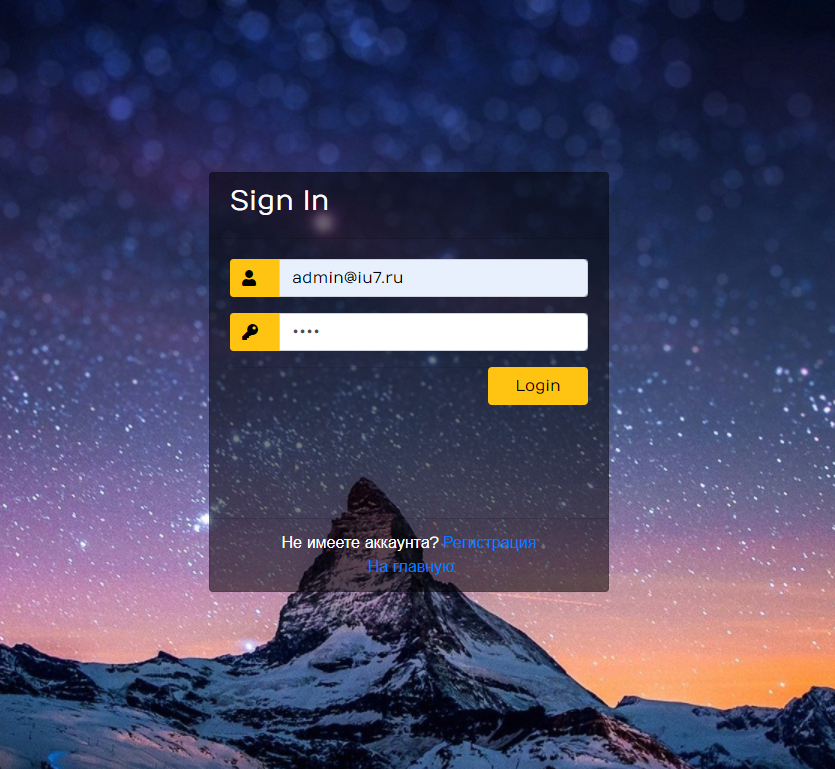 Sign In
admin@iu7.ru
••••
Login
Не имеете аккаунта? Регистрация
На главную